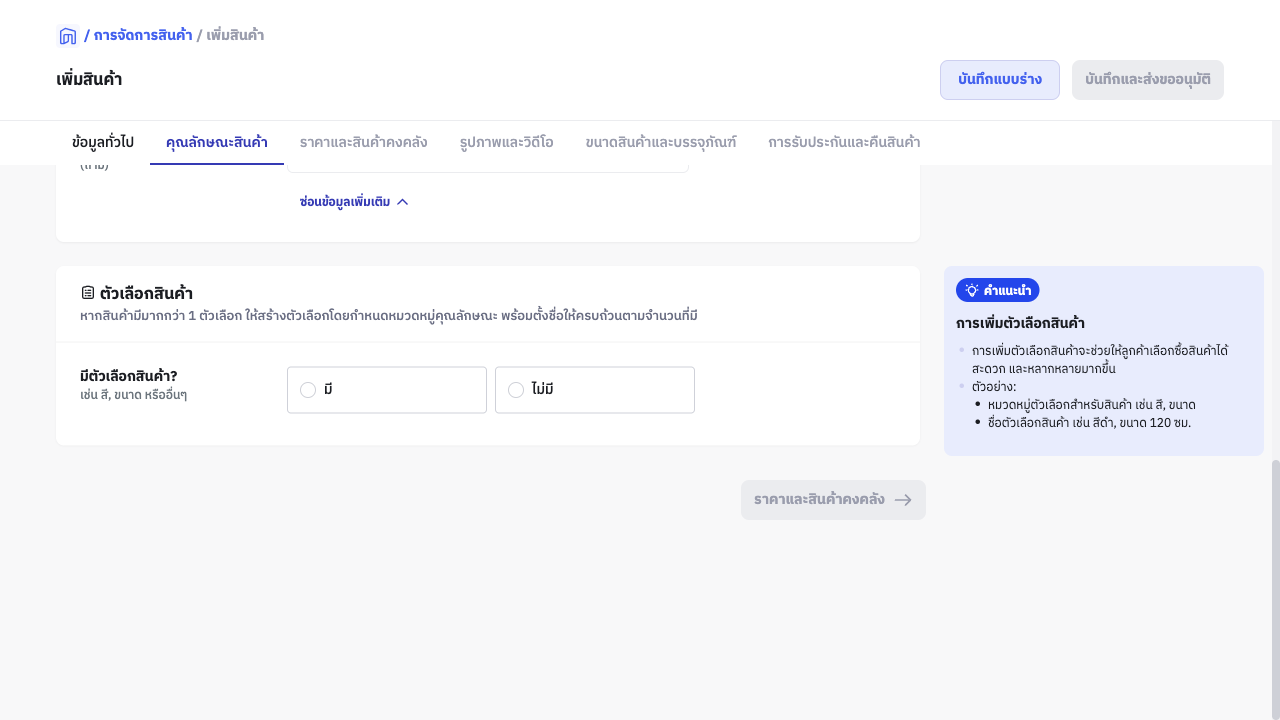 / การจัดการสินค้า / เพิ่มสินค้า
เพิ่มสินค้า
บันทึกแบบร่าง
บันทึกและส่งขออนุมัติ
ข้อมูลทั่วไป
คุณลักษณะสินค้า
ราคาและสินค้าคงคลัง
รูปภาพและวิดีโอ
ขนาดสินค้าและบรรจุภัณฑ์
การรับประกันและคืนสินค้า
ซ่อนข้อมูลเพิ่มเติม
ตัวเลือกสินค้า
หากสินค้ามีมากกว่า 1 ตัวเลือก ให้สร้างตัวเลือกโดยกำหนดหมวดหมู่คุณลักษณะ พร้อมตั้งชื่อให้ครบถ้วนตามจำนวนที่มี
มีตัวเลือกสินค้า?
เช่น สี, ขนาด หรืออื่นๆ
มี
ไม่มี
คำแนะนำ
การเพิ่มตัวเลือกสินค้า
การเพิ่มตัวเลือกสินค้าจะช่วยให้ลูกค้าเลือกซื้อสินค้าได้
สะดวก และหลากหลายมากขึ้น
ตัวอย่าง:
หมวดหมู่ตัวเลือกสำหรับสินค้า เช่น สี, ขนาด
ชื่อตัวเลือกสินค้า เช่น สีดำ, ขนาด 120 ซม.
ราคาและสินค้าคงคลัง